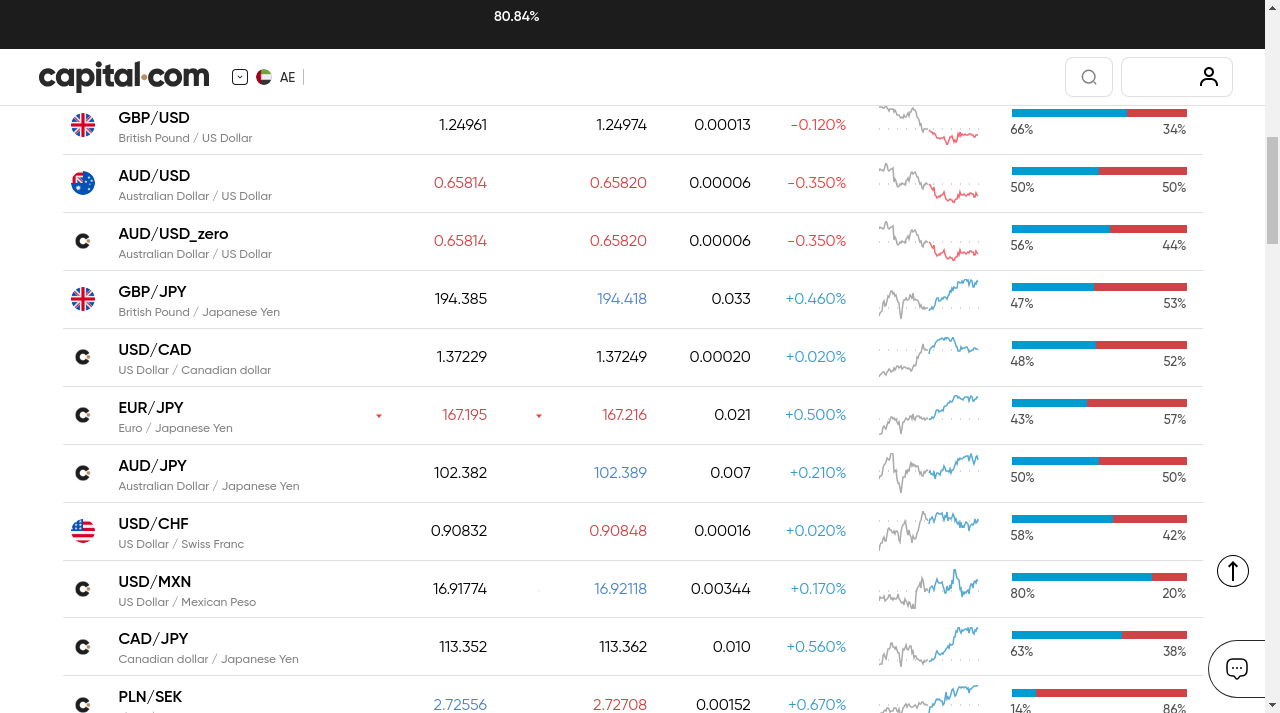 80.84%
capital.com AE
GBP/USD 1.24961 1.24974 0.00013 -0.120%
British Pound / US Dollar 66% 34%
AUD/USD 0.65814 0.65820 0.00006 -0.350%
Australian Dollar / US Dollar 50% 50%
AUD/USD_zero 0.65814 0.65820 0.00006 -0.350%
Australian Dollar / US Dollar 56% 44%
GBP/JPY 194.385 194.418 0.033 +0.460%
British Pound / Japanese Yen 47% 53%
USD/CAD 1.37229 1.37249 0.00020 +0.020%
US Dollar / Canadian dollar 48% 52%
EUR/JPY 167.195 167.216 0.021 +0.500%
Euro / Japanese Yen 43% 57%
AUD/JPY 102.382 102.389 0.007 +0.210%
Australian Dollar / Japanese Yen 50% 50%
USD/CHF 0.90832 0.90848 0.00016 +0.020%
US Dollar / Swiss Franc 58% 42%
USD/MXN 16.91774 16.92118 0.00344 +0.170%
US Dollar / Mexican Peso 80% 20%
CAD/JPY 113.352 113.362 0.010 +0.560%
Canadian dollar / Japanese Yen 63% 38%
PLN/SEK 2.72556 2.72708 0.00152 +0.670%
14% 86%